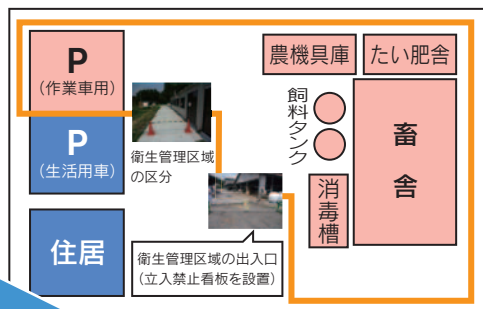 P
(作業車用)
P
(生活用車)
住居
衛生管理区域
の区分
衛生管理区域の出入口
(立入禁止看板を設置)
農機具庫
たい肥舎
飼料タンク
消毒槽
畜舎